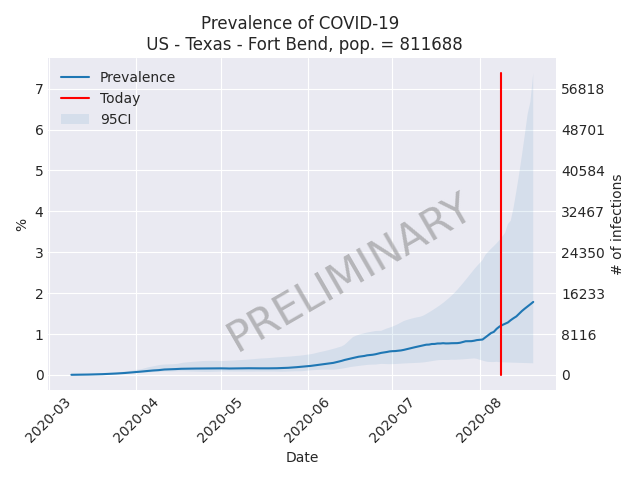 Prevalence of COVID-19
US - Texas - Fort Bend, pop. = 811688
Prevalence
Today
95CI
7
6
5
4
3
2
1
0
%
56818
48701
40584
32467
24350
16233
8116
0
# of infections
PRELIMINARY
2020-03
2020-04
2020-05
2020-06
2020-07
2020-08
Date